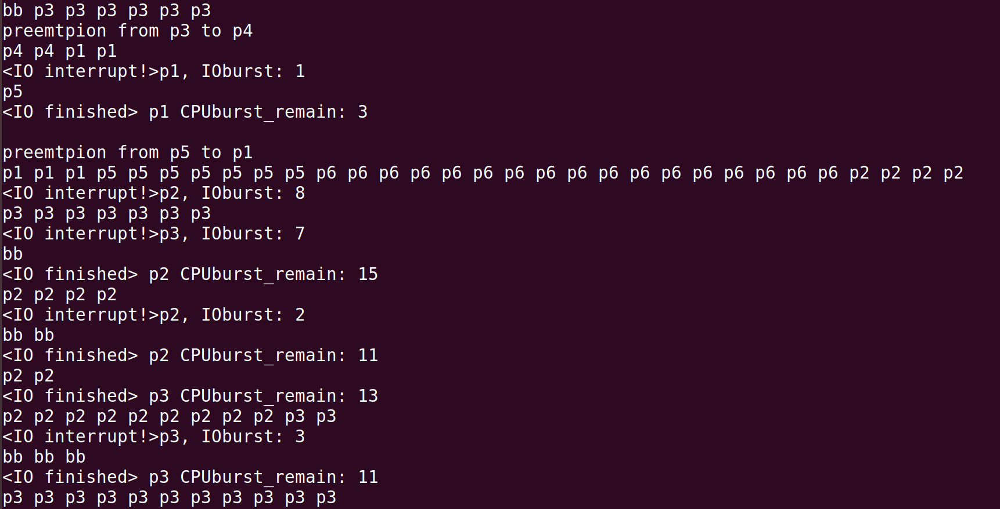 bb p3 p3 p3 p3 p3 p3
preemtpion from p3 to p4
p4 p4 p1 p1
<IO interrupt!>p1, IOburst: 1
p5
<IO finished> p1 CPUburst_remain: 3

preemtpion from p5 to p1
p1 p1 p1 p5 p5 p5 p5 p5 p5 p5 p6 p6 p6 p6 p6 p6 p6 p6 p6 p6 p6 p6 p6 p6 p6 p6 p6 p2 p2 p2 p2
<IO interrupt!>p2, IOburst: 8
p3 p3 p3 p3 p3 p3 p3
<IO interrupt!>p3, IOburst: 7
bb
<IO finished> p2 CPUburst_remain: 15
p2 p2 p2 p2
<IO interrupt!>p2, IOburst: 2
bb bb
<IO finished> p2 CPUburst_remain: 11
p2 p2
<IO finished> p3 CPUburst_remain: 13
p2 p2 p2 p2 p2 p2 p2 p2 p2 p3 p3
<IO interrupt!>p3, IOburst: 3
bb bb bb
<IO finished> p3 CPUburst_remain: 11
p3 p3 p3 p3 p3 p3 p3 p3 p3 p3 p3